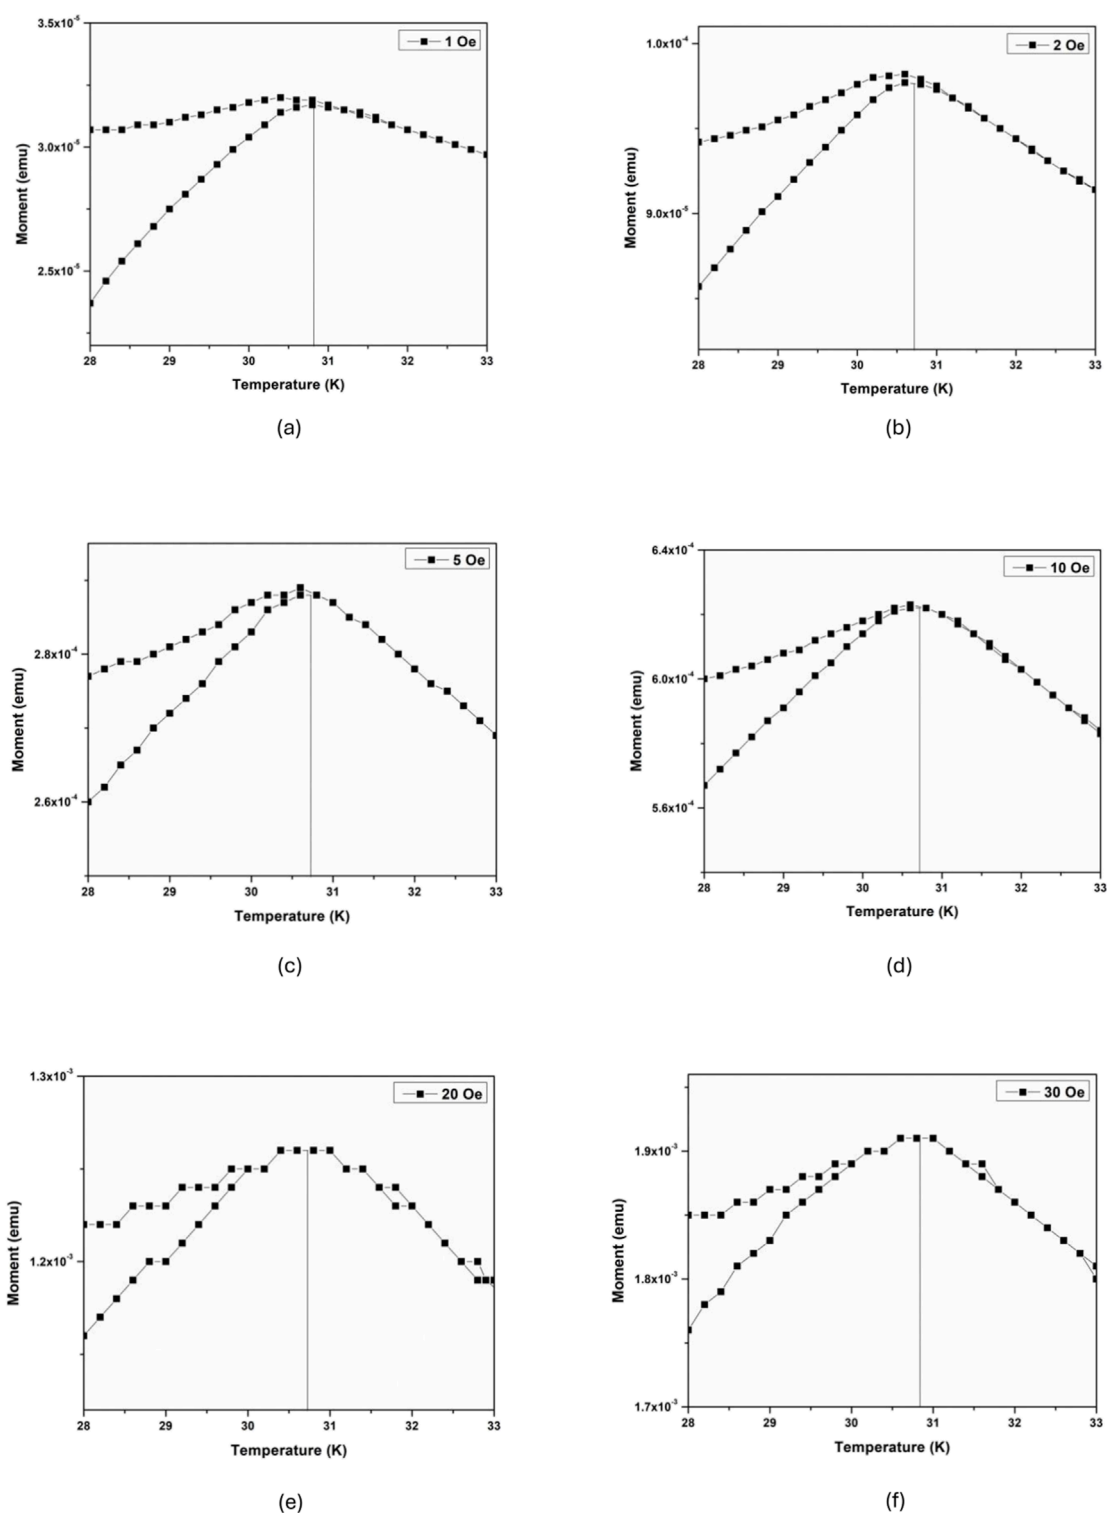 3.5x10⁻⁵
1 Oe
3.0x10⁻⁵
2.5x10⁻⁵
Moment (emu)
28 29 30 31 32 33
Temperature (K)
(a)
1.0x10⁻⁴
2 Oe
9.0x10⁻⁵
Moment (emu)
28 29 30 31 32 33
Temperature (K)
(b)
5 Oe
2.8x10⁻⁴
2.6x10⁻⁴
Moment (emu)
28 29 30 31 32 33
Temperature (K)
(c)
6.4x10⁻⁴
10 Oe
6.0x10⁻⁴
5.6x10⁻⁴
Moment (emu)
28 29 30 31 32 33
Temperature (K)
(d)
1.3x10⁻³
20 Oe
1.2x10⁻³
Moment (emu)
28 29 30 31 32 33
Temperature (K)
(e)
30 Oe
1.9x10⁻³
1.8x10⁻³
1.7x10⁻³
Moment (emu)
28 29 30 31 32 33
Temperature (K)
(f)